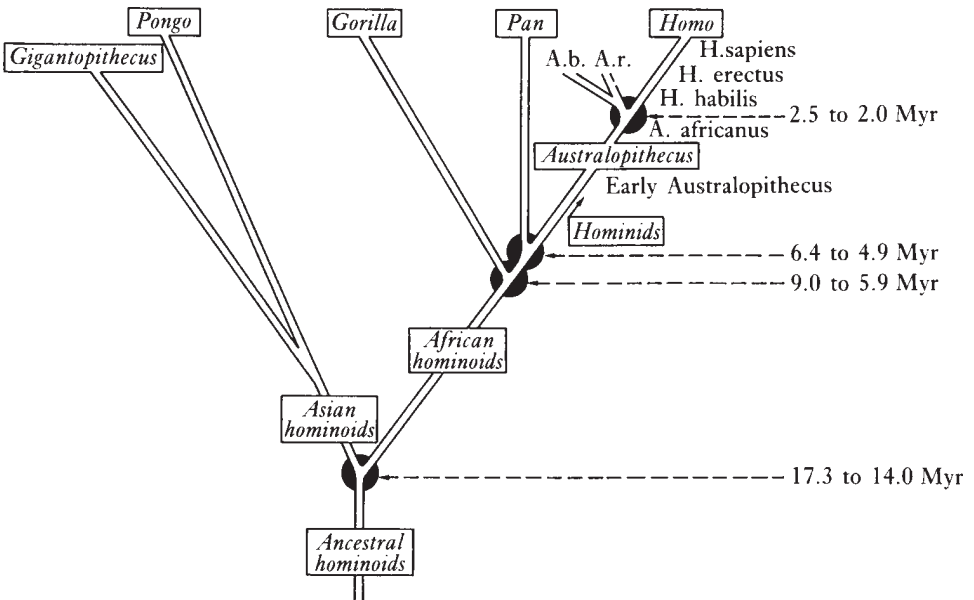 Pongo
Gorilla
Pan
Homo
Gigantopithecus
H.sapiens
A.b. A.r.
H. erectus
H. habilis
2.5 to 2.0 Myr
A. africanus
Australopithecus
Early Australopithecus
Hominids
6.4 to 4.9 Myr
9.0 to 5.9 Myr
African
hominoids
Asian
hominoids
17.3 to 14.0 Myr
Ancestral
hominoids